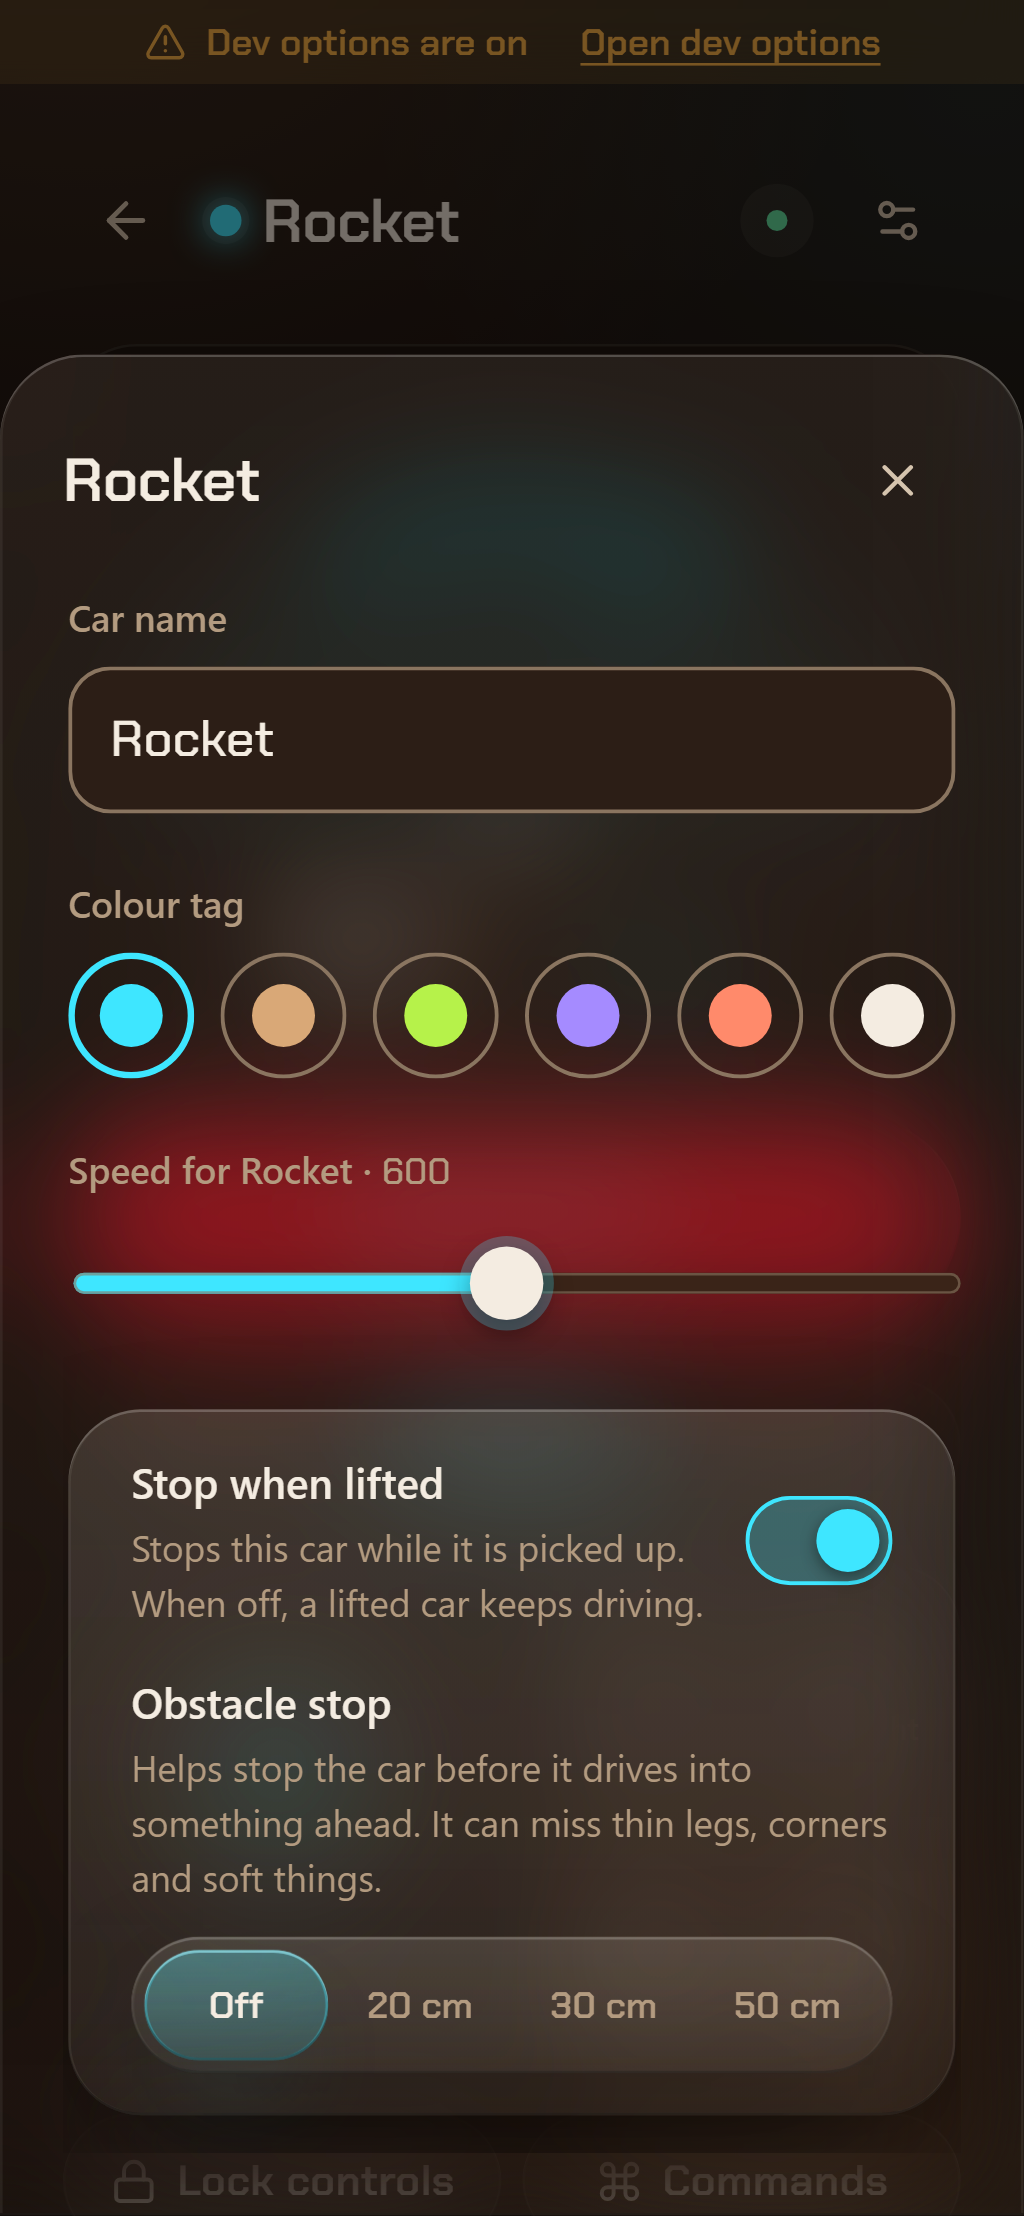 Dev options are on Open dev options
Rocket
Rocket
Car name
Rocket
Colour tag
Speed for Rocket · 600
Stop when lifted
Stops this car while it is picked up.
When off, a lifted car keeps driving.
Obstacle stop
Helps stop the car before it drives into
something ahead. It can miss thin legs, corners
and soft things.
Off 20 cm 30 cm 50 cm
Lock controls Commands